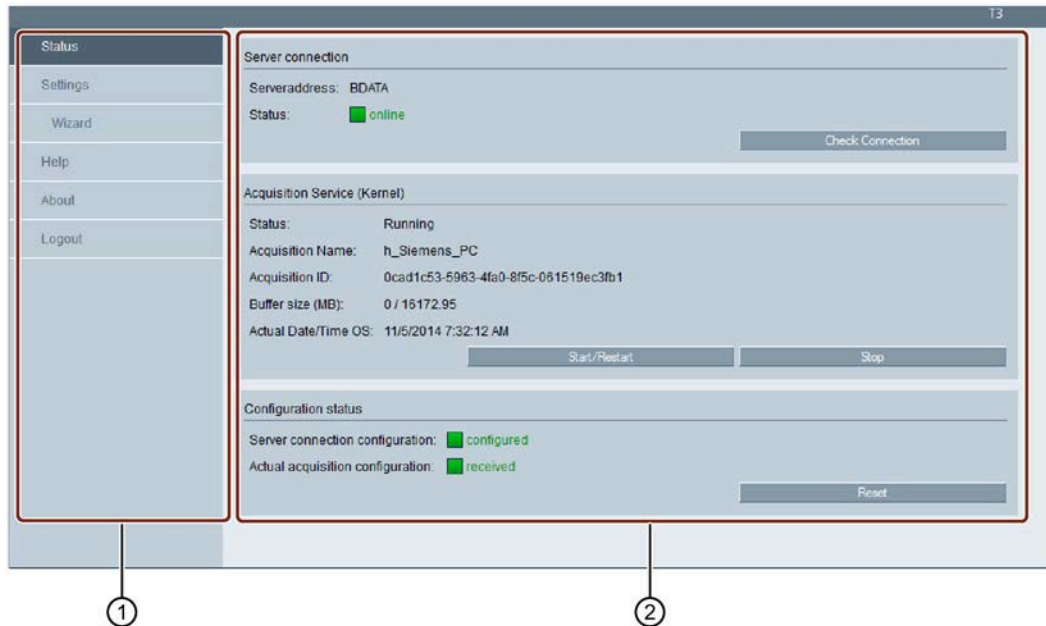 T3
Status
Settings
Wizard
Help
About
Logout
Server connection
Serveraddress: BDATA
Status: online
Check Connection
Acquisition Service (Kernel)
Status: Running
Acquisition Name: h_Siemens_PC
Acquisition ID: 0cad1c53-5963-4fa0-8f5c-061519ec3fb1
Buffer size (MB): 0 / 16172.95
Actual Date/Time OS: 11/5/2014 7:32:12 AM
Start/Restart Stop
Configuration status
Server connection configuration: configured
Actual acquisition configuration: received
Reset
1 2